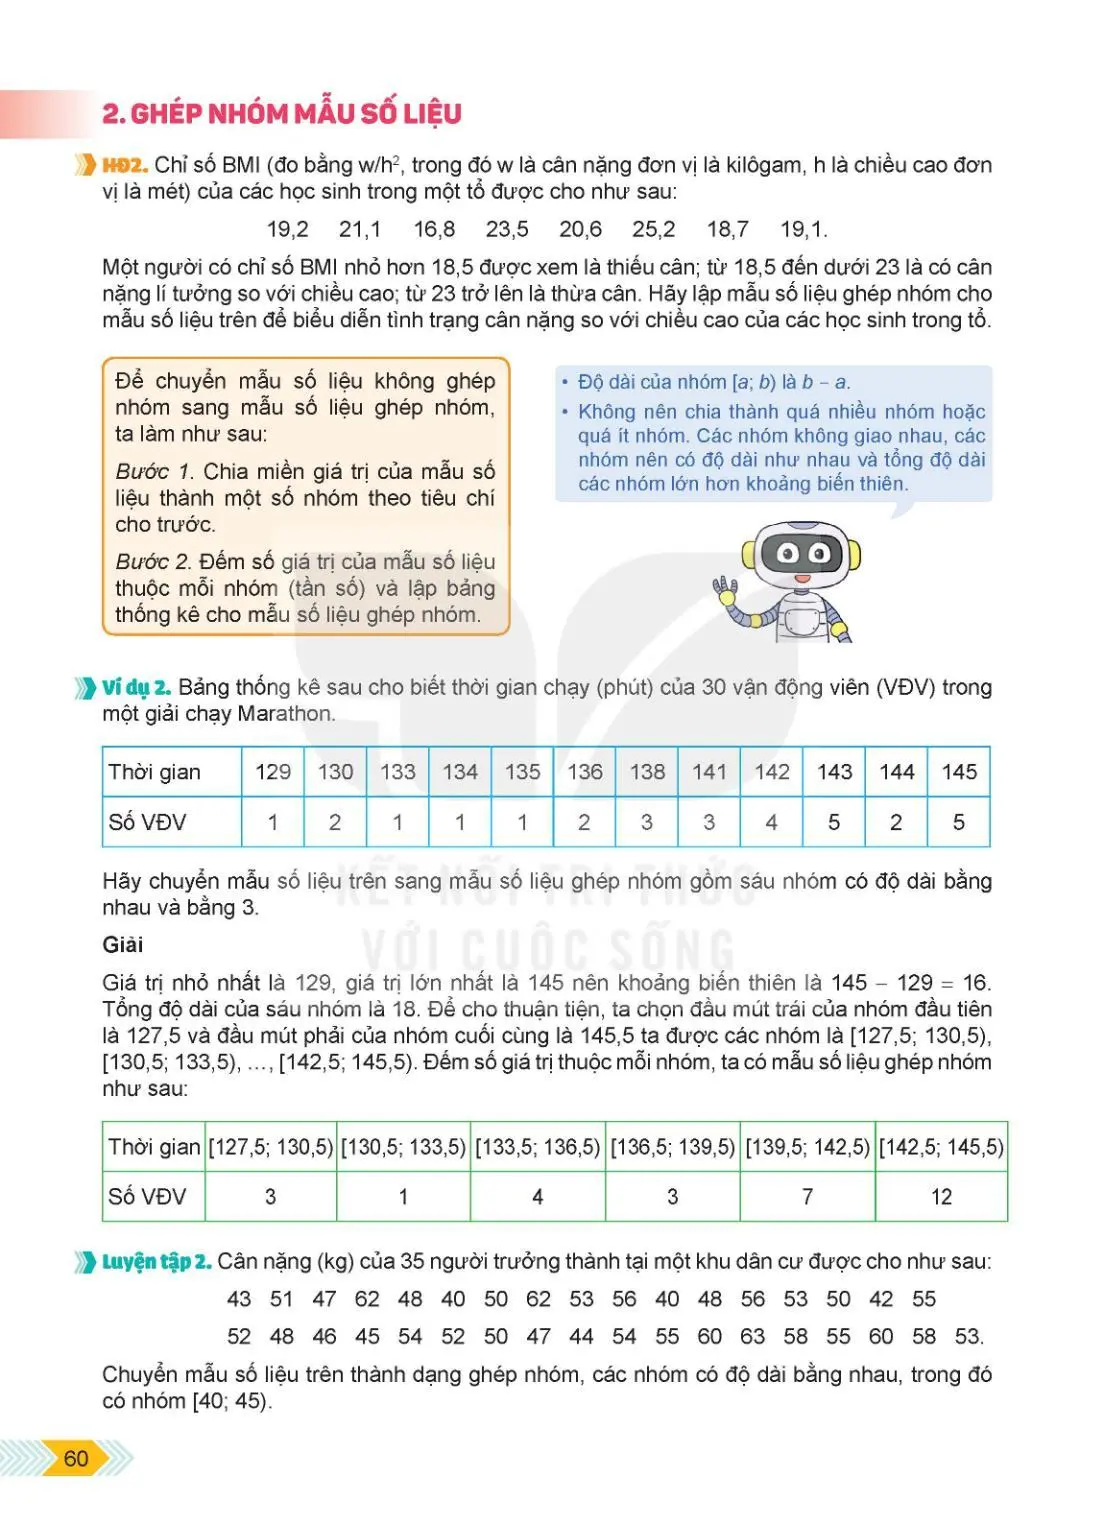 2. GHÉP NHÓM MẪU SỐ LIỆU
HĐ2. Chỉ số BMI (đo bằng w/h², trong đó w là cân nặng đơn vị là kilôgam, h là chiều cao đơn
vị là mét) của các học sinh trong một tổ được cho như sau:
19,2 21,1 16,8 23,5 20,6 25,2 18,7 19,1.
Một người có chỉ số BMI nhỏ hơn 18,5 được xem là thiếu cân; từ 18,5 đến dưới 23 là có cân
nặng lí tưởng so với chiều cao; từ 23 trở lên là thừa cân. Hãy lập mẫu số liệu ghép nhóm cho
mẫu số liệu trên để biểu diễn tình trạng cân nặng so với chiều cao của các học sinh trong tổ.
Để chuyển mẫu số liệu không ghép
nhóm sang mẫu số liệu ghép nhóm,
ta làm như sau:
Bước 1. Chia miền giá trị của mẫu số
liệu thành một số nhóm theo tiêu chí
cho trước.
Bước 2. Đếm số giá trị của mẫu số liệu
thuộc mỗi nhóm (tần số) và lập bảng
thống kê cho mẫu số liệu ghép nhóm.
• Độ dài của nhóm [a; b) là b – a.
• Không nên chia thành quá nhiều nhóm hoặc
quá ít nhóm. Các nhóm không giao nhau, các
nhóm nên có độ dài như nhau và tổng độ dài
các nhóm lớn hơn khoảng biến thiên.
Ví dụ 2. Bảng thống kê sau cho biết thời gian chạy (phút) của 30 vận động viên (VĐV) trong
một giải chạy Marathon.
Thời gian 129 130 133 134 135 136 138 141 142 143 144 145
Số VĐV 1 2 1 1 1 2 3 3 4 5 2 5
Hãy chuyển mẫu số liệu trên sang mẫu số liệu ghép nhóm gồm sáu nhóm có độ dài bằng
nhau và bằng 3.
KẾT NỐI TRI THỨC
VỚI CUỘC SỐNG
Giải
Giá trị nhỏ nhất là 129, giá trị lớn nhất là 145 nên khoảng biến thiên là 145 – 129 = 16.
Tổng độ dài của sáu nhóm là 18. Để cho thuận tiện, ta chọn đầu mút trái của nhóm đầu tiên
là 127,5 và đầu mút phải của nhóm cuối cùng là 145,5 ta được các nhóm là [127,5; 130,5),
[130,5; 133,5), …, [142,5; 145,5). Đếm số giá trị thuộc mỗi nhóm, ta có mẫu số liệu ghép nhóm
như sau:
Thời gian [127,5; 130,5) [130,5; 133,5) [133,5; 136,5) [136,5; 139,5) [139,5; 142,5) [142,5; 145,5)
Số VĐV 3 1 4 3 7 12
Luyện tập 2. Cân nặng (kg) của 35 người trưởng thành tại một khu dân cư được cho như sau:
43 51 47 62 48 40 50 62 53 56 40 48 56 53 50 42 55
52 48 46 45 54 52 50 47 44 54 55 60 63 58 55 60 58 53.
Chuyển mẫu số liệu trên thành dạng ghép nhóm, các nhóm có độ dài bằng nhau, trong đó
có nhóm [40; 45).
60